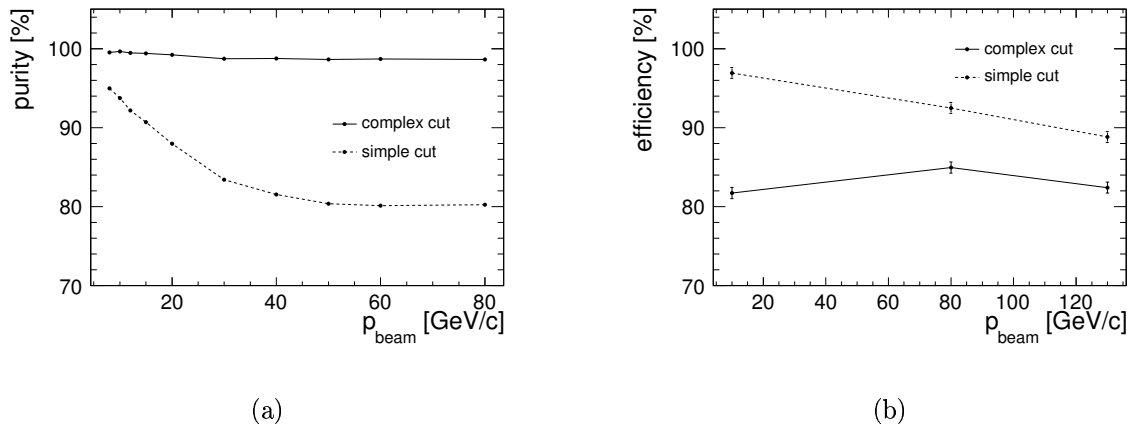 purity [%]
100
90
80
70
complex cut
simple cut
20 40 60 80
p_beam [GeV/c]
(a)
efficiency [%]
100
90
80
70
complex cut
simple cut
20 40 60 80 100 120
p_beam [GeV/c]
(b)